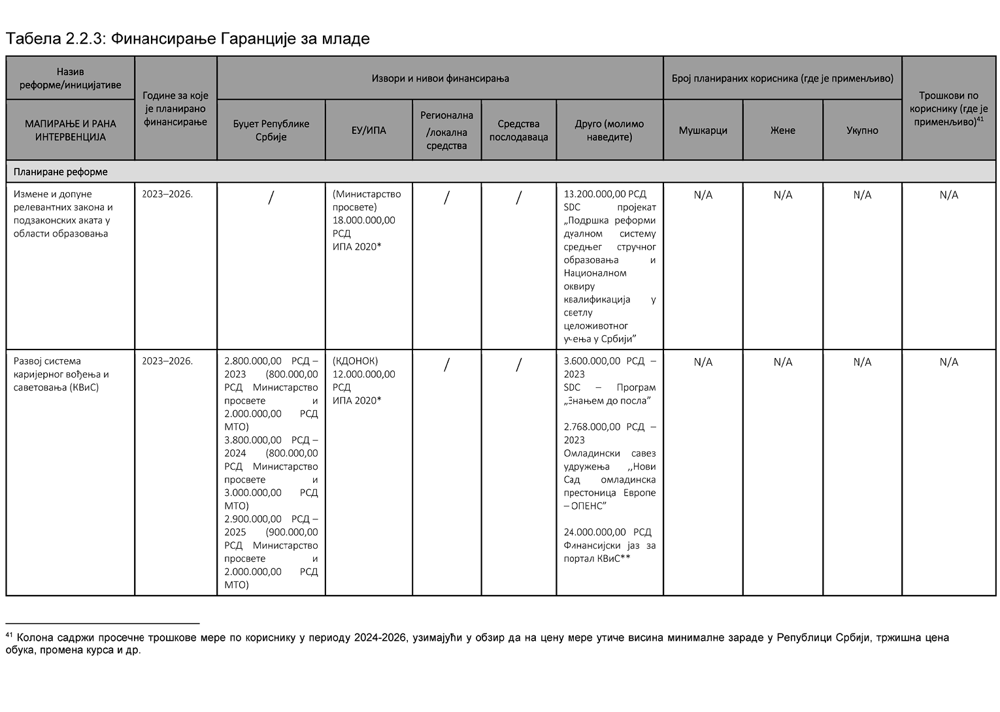 Табела 2.2.3: Финансирање Гаранције за младе
Назив
реформе/иницијативе
Године за које
је планирано
финансирање
Извори и нивои финансирања
Број планираних корисника (где је применљиво)
Трошкови по
кориснику (где је
применљиво)41
МАПИРАЊЕ И РАНА
ИНТЕРВЕНЦИЈА
Буџет Републике
Србије
ЕУ/ИПА
Регионална
/локална
средства
Средства
послодаваца
Друго (молимо
наведите)
Мушкарци
Жене
Укупно
Планиране реформе
Измене и допуне
релевантних закона и
подзаконских аката у
области образовања
2023–2026.
/
(Министарство
просвете)
18.000.000,00
РСД
ИПА 2020*
/
/
13.200.000,00 РСД
SDC пројекат
„Подршка реформи
дуалном систему
средњег стручног
образовања и
Националном
оквиру
квалификација у
светлу
целоживотног
учења у Србији”
N/A
N/A
N/A
N/A
Развој система
каријерног вођења и
саветовања (КВиС)
2023–2026.
2.800.000,00 РСД –
2023 (800.000,00
РСД Министарство
просвете и
2.000.000,00 РСД
МТО)
3.800.000,00 РСД –
2024 (800.000,00
РСД Министарство
просвете и
3.000.000,00 РСД
МТО)
2.900.000,00 РСД –
2025 (900.000,00
РСД Министарство
просвете и
2.000.000,00 РСД
МТО)
(КДОНОК)
12.000.000,00
РСД
ИПА 2020*
/
/
3.600.000,00 РСД –
2023
SDC – Програм
„Знањем до посла”
2.768.000,00 РСД –
2023
Омладински савез
удружења ,,Нови
Сад омладинска
престоница Европе
– ОПЕНС”
24.000.000,00 РСД
Финансијски јаз за
портал КВиС**
N/A
N/A
N/A
N/A
41 Колона садржи просечне трошкове мере по кориснику у периоду 2024-2026, узимајући у обзир да на цену мере утиче висина минималне зараде у Републици Србији, тржишна цена
обука, промена курса и др.